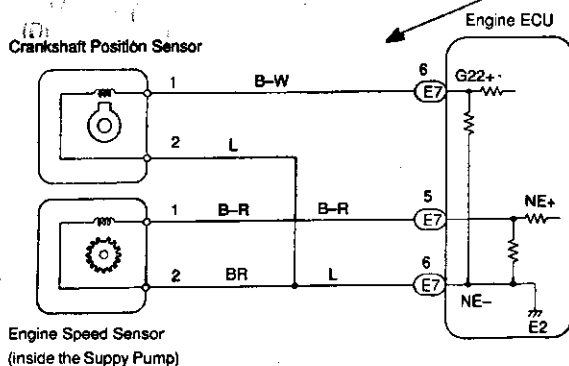 Engine ECU
Crankshaft Position Sensor
1 B–W 6 E7 G22+
2 L
1 B–R B–R 5 E7 NE+
2 BR L 6 E7 NE–
E2
Engine Speed Sensor
(inside the Suppy Pump)